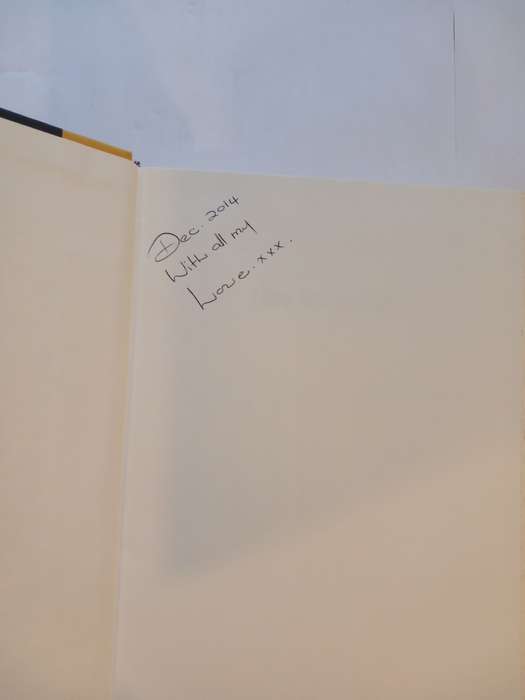 Dec. 2014
With all my
Love. xxx.